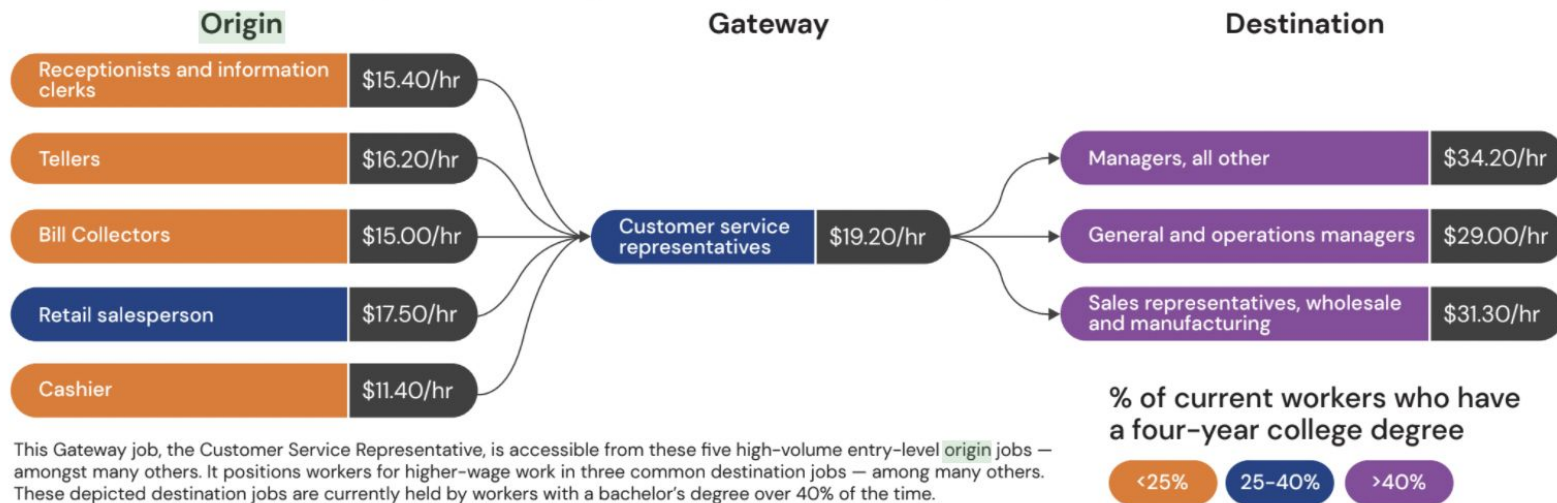 Origin
Gateway
Destination
Receptionists and information
clerks
$15.40/hr
Tellers
$16.20/hr
Bill Collectors
$15.00/hr
Retail salesperson
$17.50/hr
Cashier
$11.40/hr
Customer service
representatives
$19.20/hr
Managers, all other
$34.20/hr
General and operations managers
$29.00/hr
Sales representatives, wholesale
and manufacturing
$31.30/hr
This Gateway job, the Customer Service Representative, is accessible from these five high-volume entry-level origin jobs —
amongst many others. It positions workers for higher-wage work in three common destination jobs — among many others.
These depicted destination jobs are currently held by workers with a bachelor’s degree over 40% of the time.
% of current workers who have
a four-year college degree
<25%
25-40%
>40%